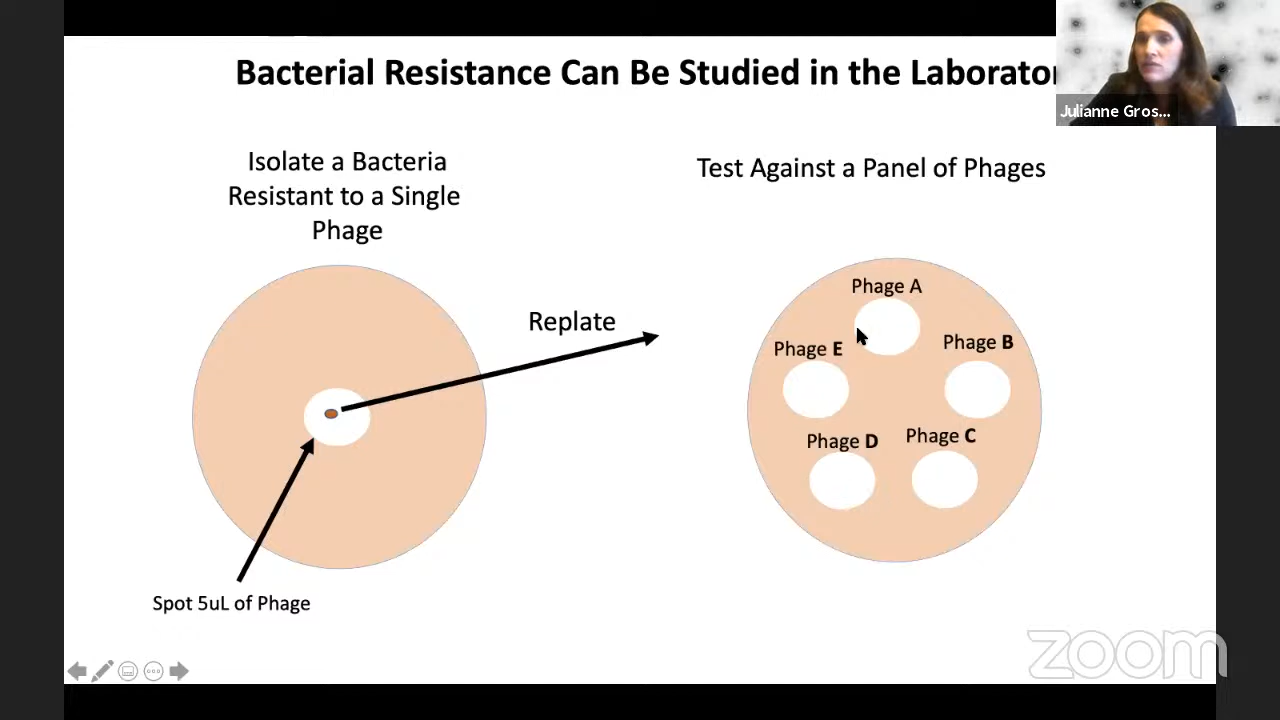 Bacterial Resistance Can Be Studied in the
Julianne Gros...
Isolate a Bacteria
Resistant to a Single
Phage
Test Against a Panel of Phages
Replate
Spot 5uL of Phage
Phage A
Phage E
Phage B
Phage D
Phage C
zoom